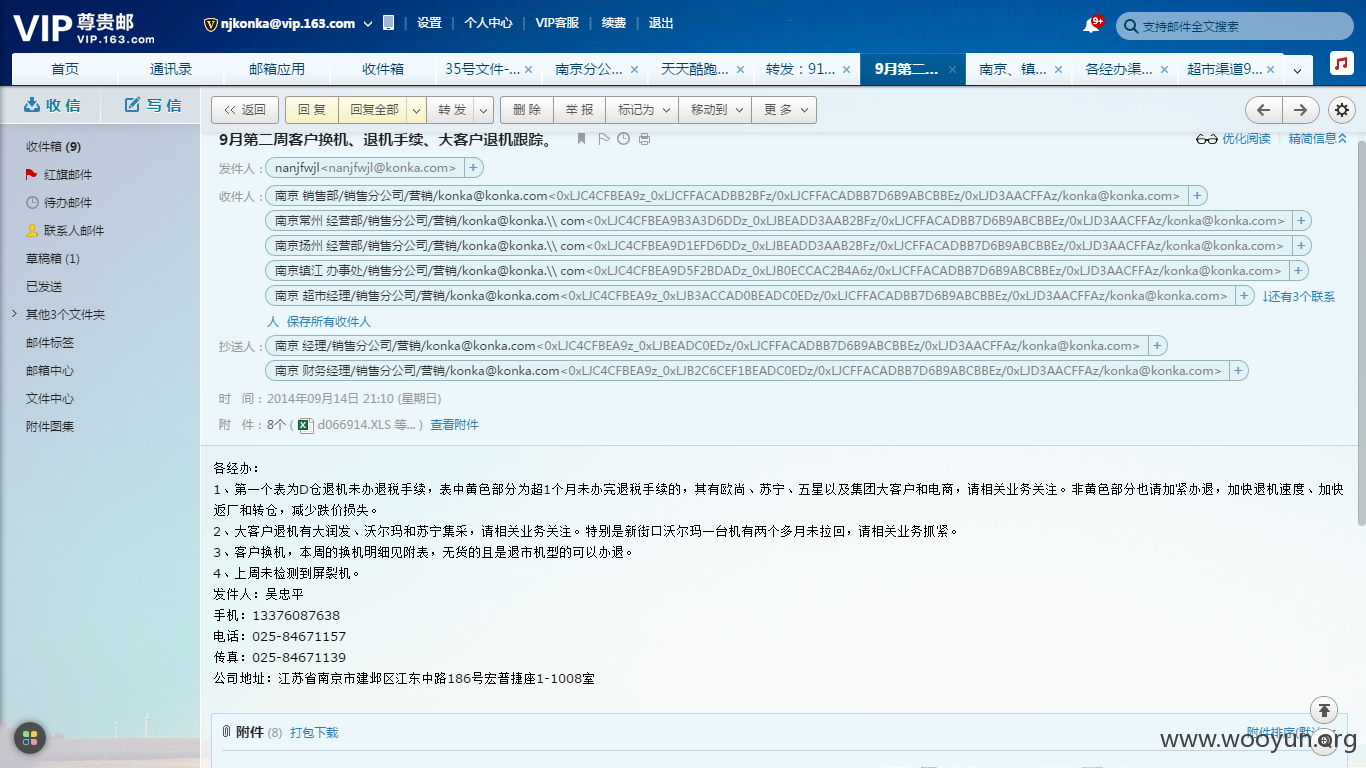 VIP 尊贵邮 VIP.163.com
njkonka@vip.163.com 设置 个人中心 VIP客服 续费 退出 9+ 支持邮件全文搜索
首页 通讯录 邮箱应用 收件箱 35号文件-... 南京分公... 天天酷跑... 转发：91... 9月第二... 南京、镇... 各经办渠... 超市渠道9...
收 信 写 信 返回 回 复 回复全部 转 发 删 除 举 报 标记为 移动到 更 多
9月第二周客户换机、退机手续、大客户退机跟踪。 优化阅读 精简信息
收件箱 (9)
红旗邮件
待办邮件
联系人邮件
草稿箱 (1)
已发送
其他3个文件夹
邮件标签
邮箱中心
文件中心
附件图集
发件人： nanjfwjl<nanjfwjl@konka.com> +
收件人： 南京 销售部/销售分公司/营销/konka@konka.com<0xLJC4CFBEA9z_0xLJCFFACADBB2BFz/0xLJCFFACADBB7D6B9ABCBBEz/0xLJD3AACFFAz/konka@konka.com> +
南京常州 经营部/销售分公司/营销/konka@konka.\\ com<0xLJC4CFBEA9B3A3D6DDz_0xLJBEADD3AAB2BFz/0xLJCFFACADBB7D6B9ABCBBEz/0xLJD3AACFFAz/konka@konka.com> +
南京扬州 经营部/销售分公司/营销/konka@konka.\\ com<0xLJC4CFBEA9D1EFD6DDz_0xLJBEADD3AAB2BFz/0xLJCFFACADBB7D6B9ABCBBEz/0xLJD3AACFFAz/konka@konka.com> +
南京镇江 办事处/销售分公司/营销/konka@konka.\\ com<0xLJC4CFBEA9D5F2BDADz_0xLJB0ECCAC2B4A6z/0xLJCFFACADBB7D6B9ABCBBEz/0xLJD3AACFFAz/konka@konka.com> +
南京 超市经理/销售分公司/营销/konka@konka.com<0xLJC4CFBEA9z_0xLJB3ACCAD0BEADC0EDz/0xLJCFFACADBB7D6B9ABCBBEz/0xLJD3AACFFAz/konka@konka.com> + ↓还有3个联系
人 保存所有收件人
抄送人： 南京 经理/销售分公司/营销/konka@konka.com<0xLJC4CFBEA9z_0xLJBEADC0EDz/0xLJCFFACADBB7D6B9ABCBBEz/0xLJD3AACFFAz/konka@konka.com> +
南京 财务经理/销售分公司/营销/konka@konka.com<0xLJC4CFBEA9z_0xLJB2C6CEF1BEADC0EDz/0xLJCFFACADBB7D6B9ABCBBEz/0xLJD3AACFFAz/konka@konka.com> +
时 间：2014年09月14日 21:10 (星期日)
附 件：8个 ( d066914.XLS 等... ) 查看附件
各经办：
1、第一个表为D仓退机未办退税手续，表中黄色部分为超1个月未办完退税手续的，其有欧尚、苏宁、五星以及集团大客户和电商，请相关业务关注。非黄色部分也请加紧办退，加快退机速度、加快
返厂和转仓，减少跌价损失。
2、大客户退机有大润发、沃尔玛和苏宁集采，请相关业务关注。特别是新街口沃尔玛一台机有两个多月未拉回，请相关业务抓紧。
3、客户换机，本周的换机明细见附表，无货的且是退市机型的可以办退。
4、上周未检测到屏裂机。
发件人：吴忠平
手机：13376087638
电话：025-84671157
传真：025-84671139
公司地址：江苏省南京市建邺区江东中路186号宏普捷座1-1008室
附件 (8) 打包下载 附件排序(默
www.wooyun.org